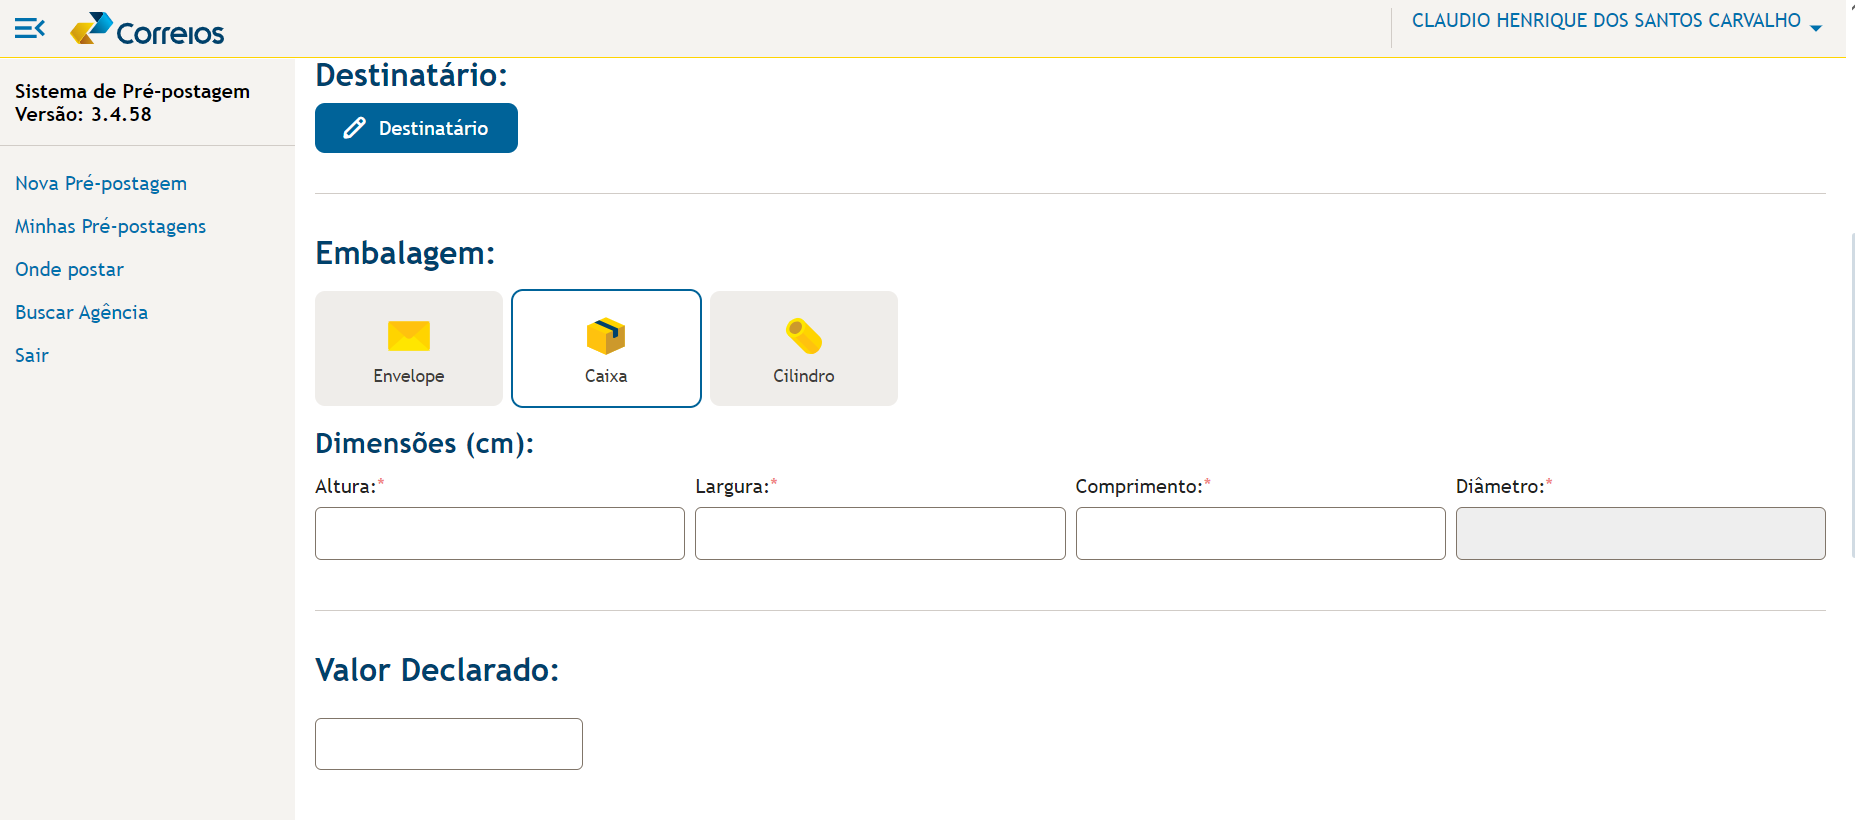 Correios
CLAUDIO HENRIQUE DOS SANTOS CARVALHO
Sistema de Pré-postagem
Versão: 3.4.58
Nova Pré-postagem
Minhas Pré-postagens
Onde postar
Buscar Agência
Sair
Destinatário:
Destinatário
Embalagem:
Envelope
Caixa
Cilindro
Dimensões (cm):
Altura:*
Largura:*
Comprimento:*
Diâmetro:*
Valor Declarado: